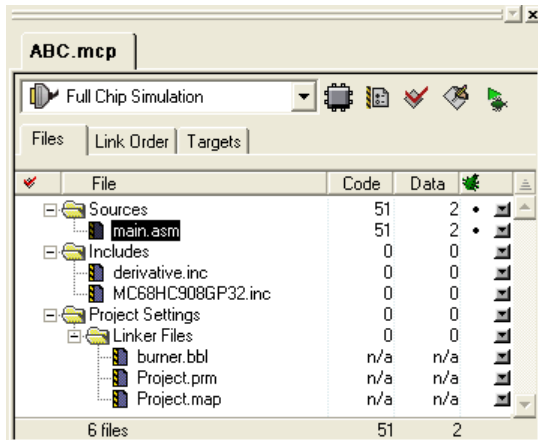 ABC.mcp
Full Chip Simulation
Files Link Order Targets
File Code Data
Sources 51 2
main.asm 51 2
Includes 0 0
derivative.inc 0 0
MC68HC908GP32.inc 0 0
Project Settings 0 0
Linker Files 0 0
burner.bbl n/a n/a
Project.prm n/a n/a
Project.map n/a n/a
6 files 51 2